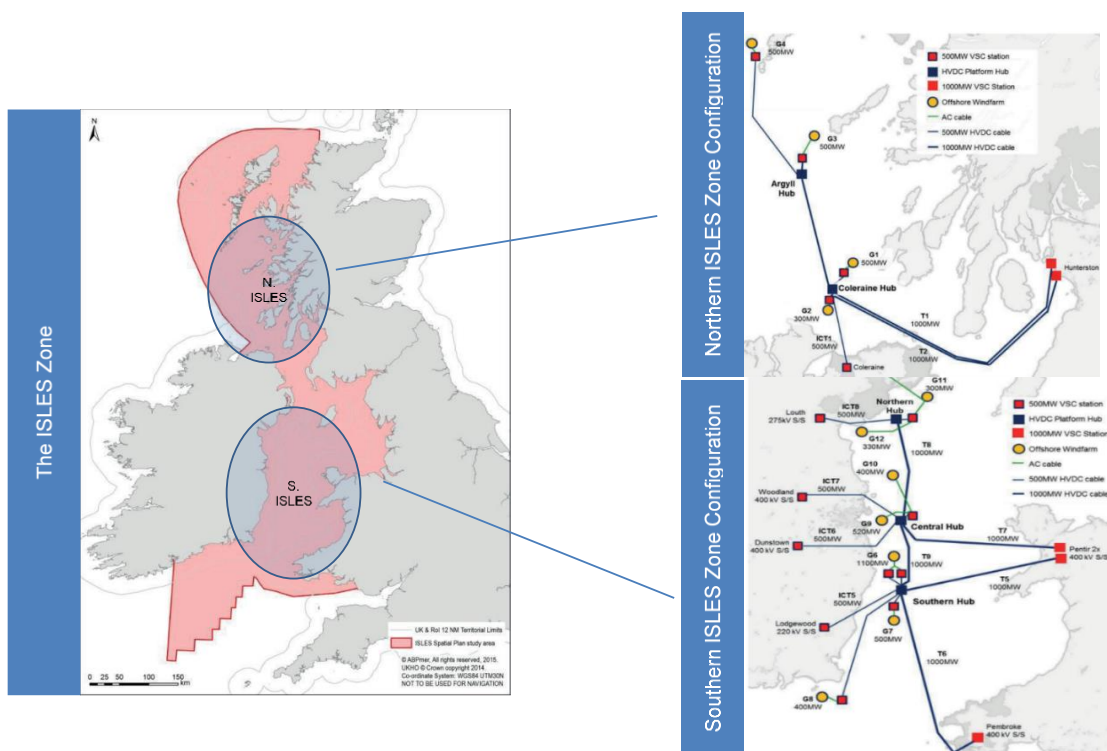 The ISLES Zone
N
N.
ISLES
S.
ISLES
UK & RoI 12 NM Territorial Limits
ISLES Spatial Plan study area
© ABPmer, All rights reserved, 2015.
UKHO © Crown copyright 2014.
Co-ordinate System: WGS84 UTM30N
NOT TO BE USED FOR NAVIGATION
0 25 50 100 150
km
Northern ISLES Zone Configuration
G4
500MW
500MW VSC station
HVDC Platform Hub
1000MW VSC Station
Offshore Windfarm
AC cable
500MW HVDC cable
1000MW HVDC cable
G3
500MW
Argyll
Hub
G1
500MW
Hunterston
Coleraine Hub
G2
300MW
T1
1000MW
ICT1
500MW
T2
1000MW
Coleraine
Southern ISLES Zone Configuration
G11
300MW
Northern
Hub
ICT8
500MW
Louth
275kV S/S
G12
330MW
T8
1000MW
500MW VSC station
HVDC Platform Hub
1000MW VSC Station
Offshore Windfarm
AC cable
500MW HVDC cable
1000MW HVDC cable
G10
400MW
ICT7
500MW
Woodland
400 kV S/S
G9
520MW
Central Hub
ICT6
500MW
Dunstown
400 kV S/S
T7
1000MW
Pentir 2x
400 kV S/S
G6
1100MW
T9
1000MW
T5
1000MW
ICT5
500MW
Southern Hub
Lodgewood
220 kV S/S
G7
500MW
T6
1000MW
G8
400MW
Pembroke
400 kV S/S